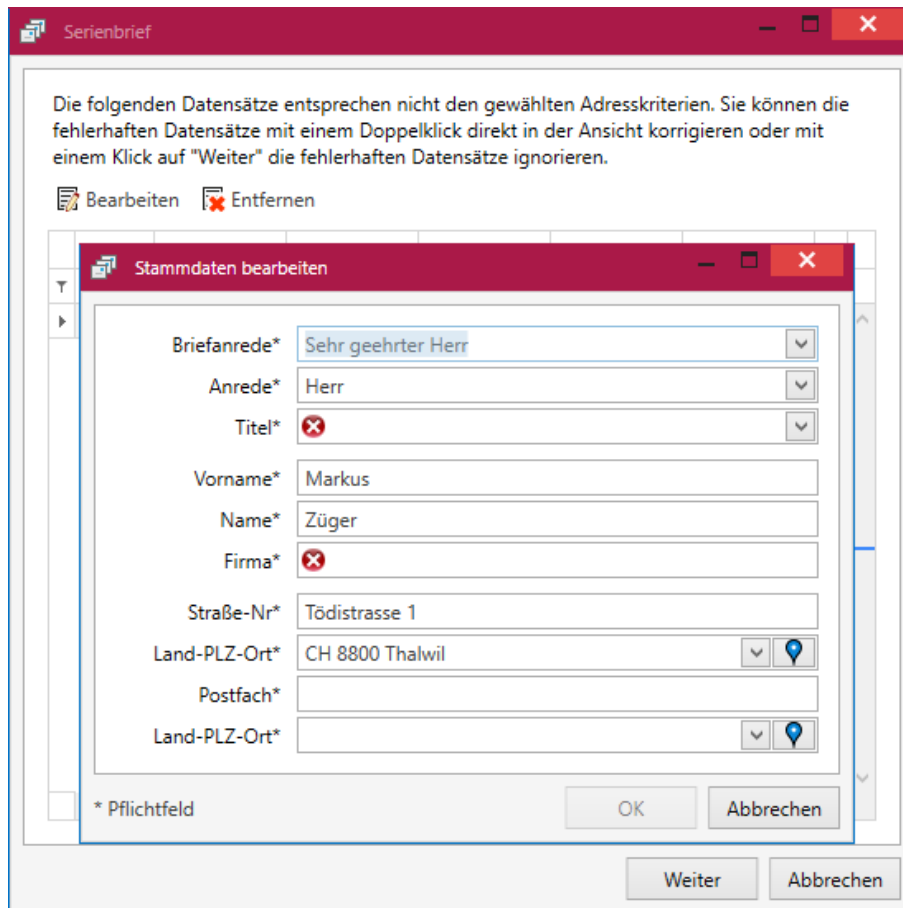 Serienbrief
Die folgenden Datensätze entsprechen nicht den gewählten Adresskriterien. Sie können die
fehlerhaften Datensätze mit einem Doppelklick direkt in der Ansicht korrigieren oder mit
einem Klick auf "Weiter" die fehlerhaften Datensätze ignorieren.
Bearbeiten Entfernen
Stammdaten bearbeiten
Briefanrede* Sehr geehrter Herr
Anrede* Herr
Titel*
Vorname* Markus
Name* Züger
Firma*
Straße-Nr* Tödistrasse 1
Land-PLZ-Ort* CH 8800 Thalwil
Postfach*
Land-PLZ-Ort*
* Pflichtfeld OK Abbrechen
Weiter Abbrechen